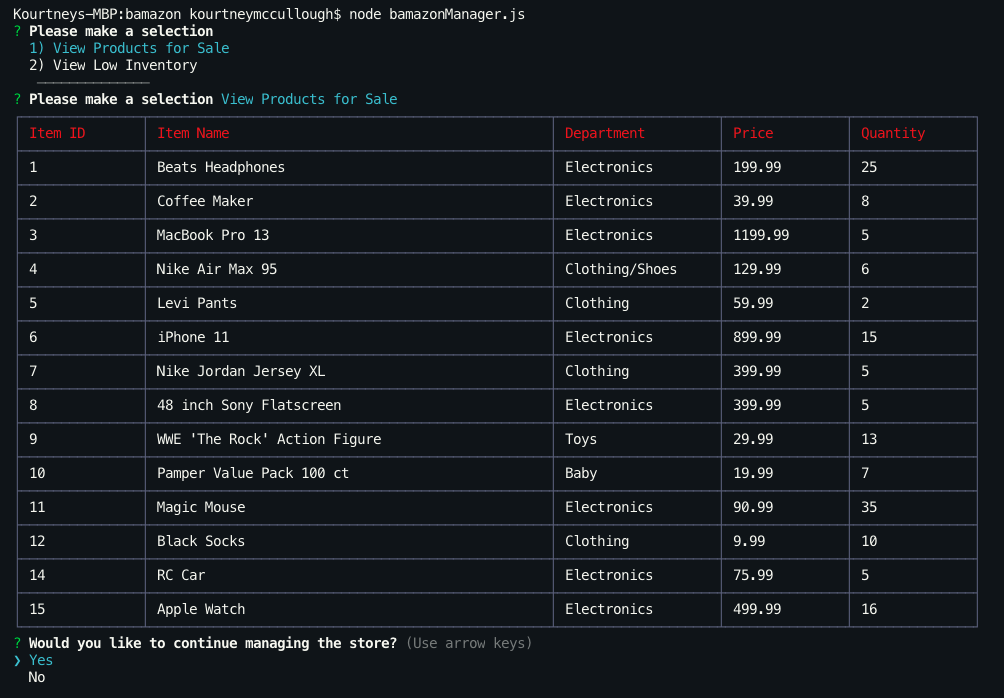 Kourtneys-MBP:bamazon kourtneymccullough$ node bamazonManager.js
? Please make a selection
1) View Products for Sale
2) View Low Inventory
──────────────
? Please make a selection View Products for Sale
Item ID Item Name Department Price Quantity
1 Beats Headphones Electronics 199.99 25
2 Coffee Maker Electronics 39.99 8
3 MacBook Pro 13 Electronics 1199.99 5
4 Nike Air Max 95 Clothing/Shoes 129.99 6
5 Levi Pants Clothing 59.99 2
6 iPhone 11 Electronics 899.99 15
7 Nike Jordan Jersey XL Clothing 399.99 5
8 48 inch Sony Flatscreen Electronics 399.99 5
9 WWE 'The Rock' Action Figure Toys 29.99 13
10 Pamper Value Pack 100 ct Baby 19.99 7
11 Magic Mouse Electronics 90.99 35
12 Black Socks Clothing 9.99 10
14 RC Car Electronics 75.99 5
15 Apple Watch Electronics 499.99 16
? Would you like to continue managing the store? (Use arrow keys)
❯ Yes
No